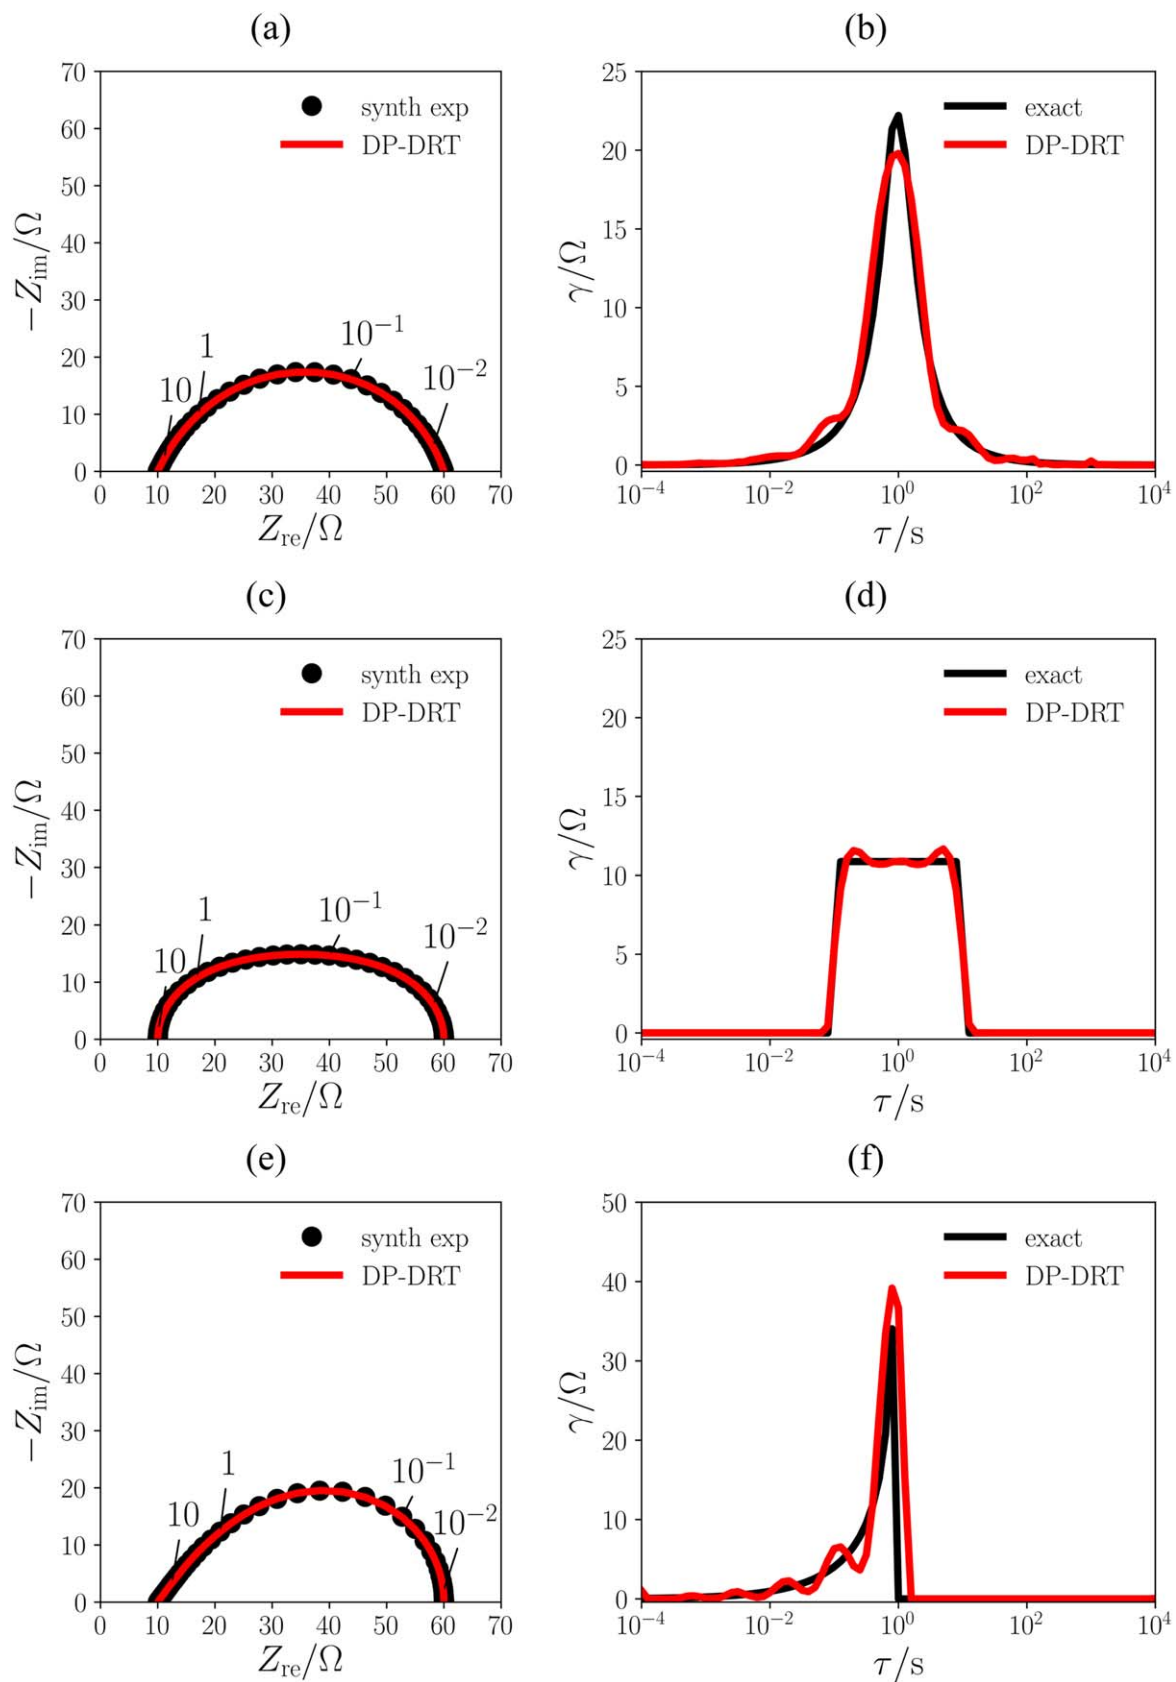 (a)
70
60
50
40
30
20
10
0
−Z_im/Ω
synth exp
DP-DRT
10
1
10^{-1}
10^{-2}
0 10 20 30 40 50 60 70
Z_re/Ω
(b)
25
20
15
10
5
0
γ/Ω
exact
DP-DRT
10^{-4} 10^{-2} 10^{0} 10^{2} 10^{4}
τ/s
(c)
70
60
50
40
30
20
10
0
−Z_im/Ω
synth exp
DP-DRT
10
1
10^{-1}
10^{-2}
0 10 20 30 40 50 60 70
Z_re/Ω
(d)
25
20
15
10
5
0
γ/Ω
exact
DP-DRT
10^{-4} 10^{-2} 10^{0} 10^{2} 10^{4}
τ/s
(e)
70
60
50
40
30
20
10
0
−Z_im/Ω
synth exp
DP-DRT
10
1
10^{-1}
10^{-2}
0 10 20 30 40 50 60 70
Z_re/Ω
(f)
50
40
30
20
10
0
γ/Ω
exact
DP-DRT
10^{-4} 10^{-2} 10^{0} 10^{2} 10^{4}
τ/s